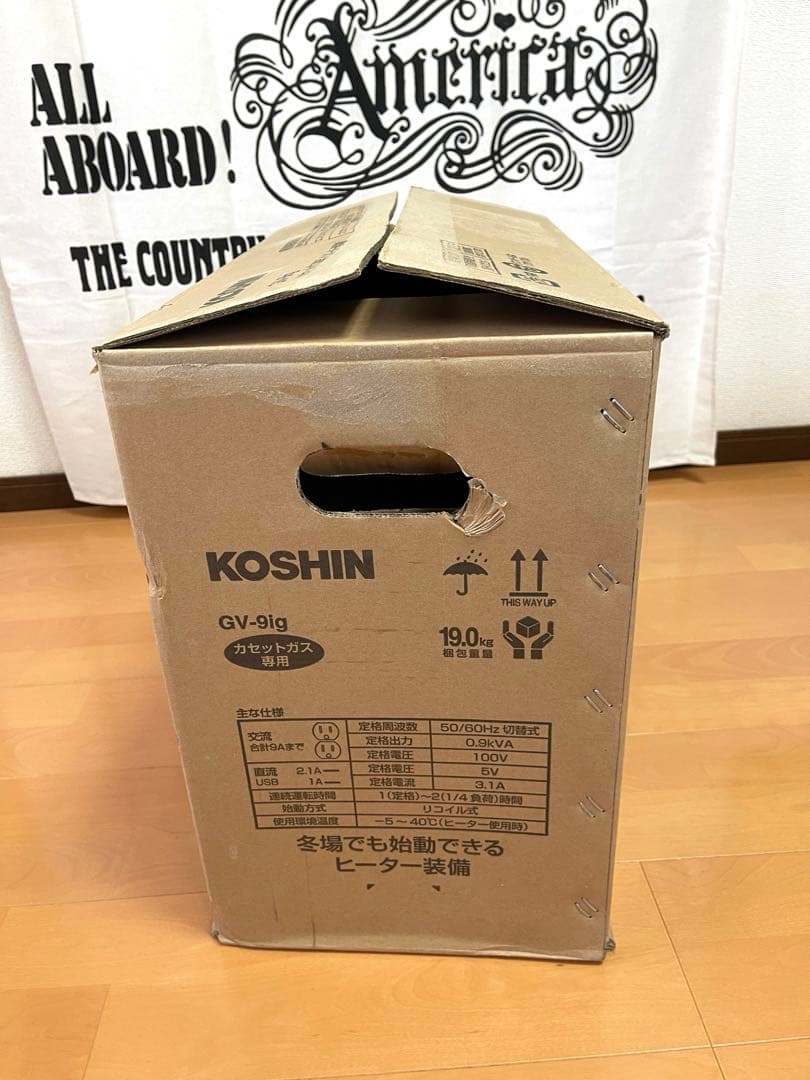 ALL
ABOARD!
America
THE COUNTRY
KOSHIN
KOSHIN
GV-9ig
カセットガス
専用
THIS WAY UP
19.0kg
梱包重量
主な仕様
交流
合計9Aまで
定格周波数 50/60Hz 切替式
定格出力 0.9kVA
定格電圧 100V
直流 2.1A
USB 1A
定格電圧 5V
定格電流 3.1A
連続運転時間 1(定格)~2(1/4負荷)時間
始動方式 リコイル式
使用環境温度 −5~40℃(ヒーター使用時)
冬場でも始動できる
ヒーター装備